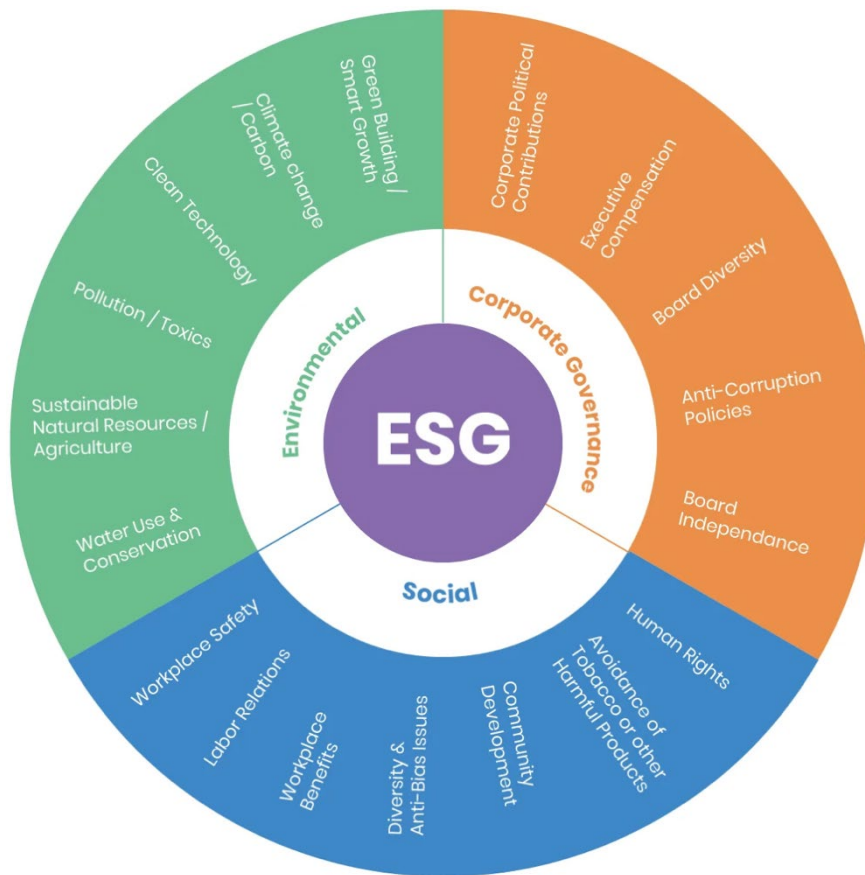 ESG
Environmental
Green Building /
Smart Growth
Climate change
/ Carbon
Clean Technology
Pollution / Toxics
Sustainable
Natural Resources /
Agriculture
Water Use &
Conservation
Corporate Governance
Corporate Political
Contributions
Executive
Compensation
Board Diversity
Anti-Corruption
Policies
Board
Independance
Social
Workplace Safety
Labor Relations
Workplace
Benefits
Diversity &
Anti-Bias Issues
Community
Development
Avoidance of
Tobacco or other
Harmful Products
Human Rights